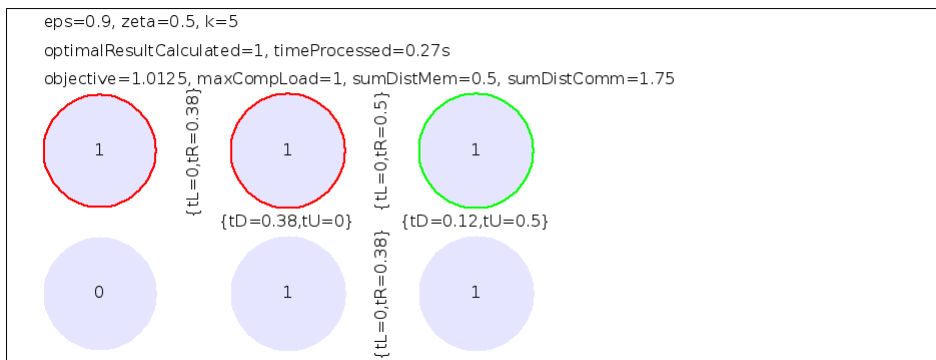 eps=0.9, zeta=0.5, k=5
optimalResultCalculated=1, timeProcessed=0.27s
objective=1.0125, maxCompLoad=1, sumDistMem=0.5, sumDistComm=1.75
1
{tL=0,tR=0.38}
1
{tL=0,tR=0.5}
1
{tD=0.38,tU=0}
{tD=0.12,tU=0.5}
0
1
{tL=0,tR=0.38}
1